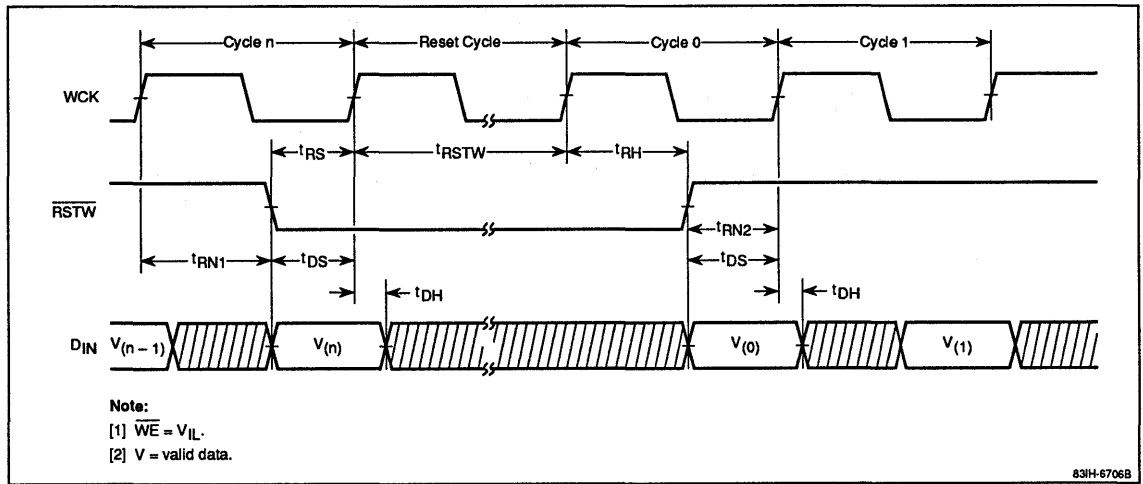 Cycle n Reset Cycle Cycle 0 Cycle 1
WCK
tRS tRSTW tRH
RSTW
tRN2
tRN1 tDS tDS
tDH tDH
DIN V(n – 1) V(n) V(0) V(1)
Note:
[1] WE = VIL.
[2] V = valid data.
83IH-6706B